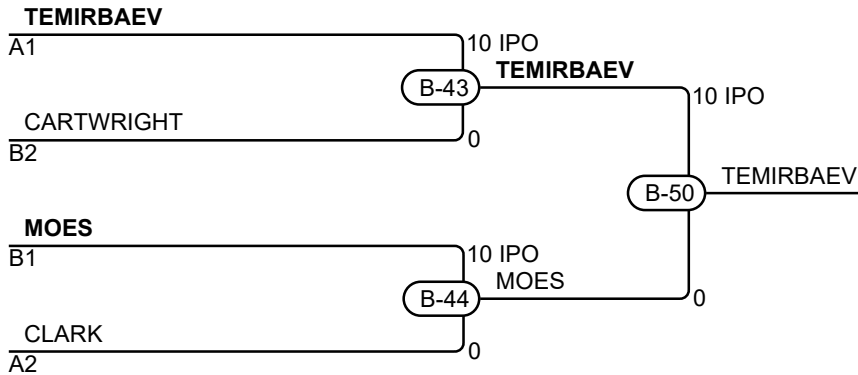 TEMIRBAEV
A1
10 IPO
B-43
TEMIRBAEV
CARTWRIGHT
B2
0
10 IPO
B-50
TEMIRBAEV
MOES
B1
10 IPO
B-44
MOES
0
CLARK
A2
0